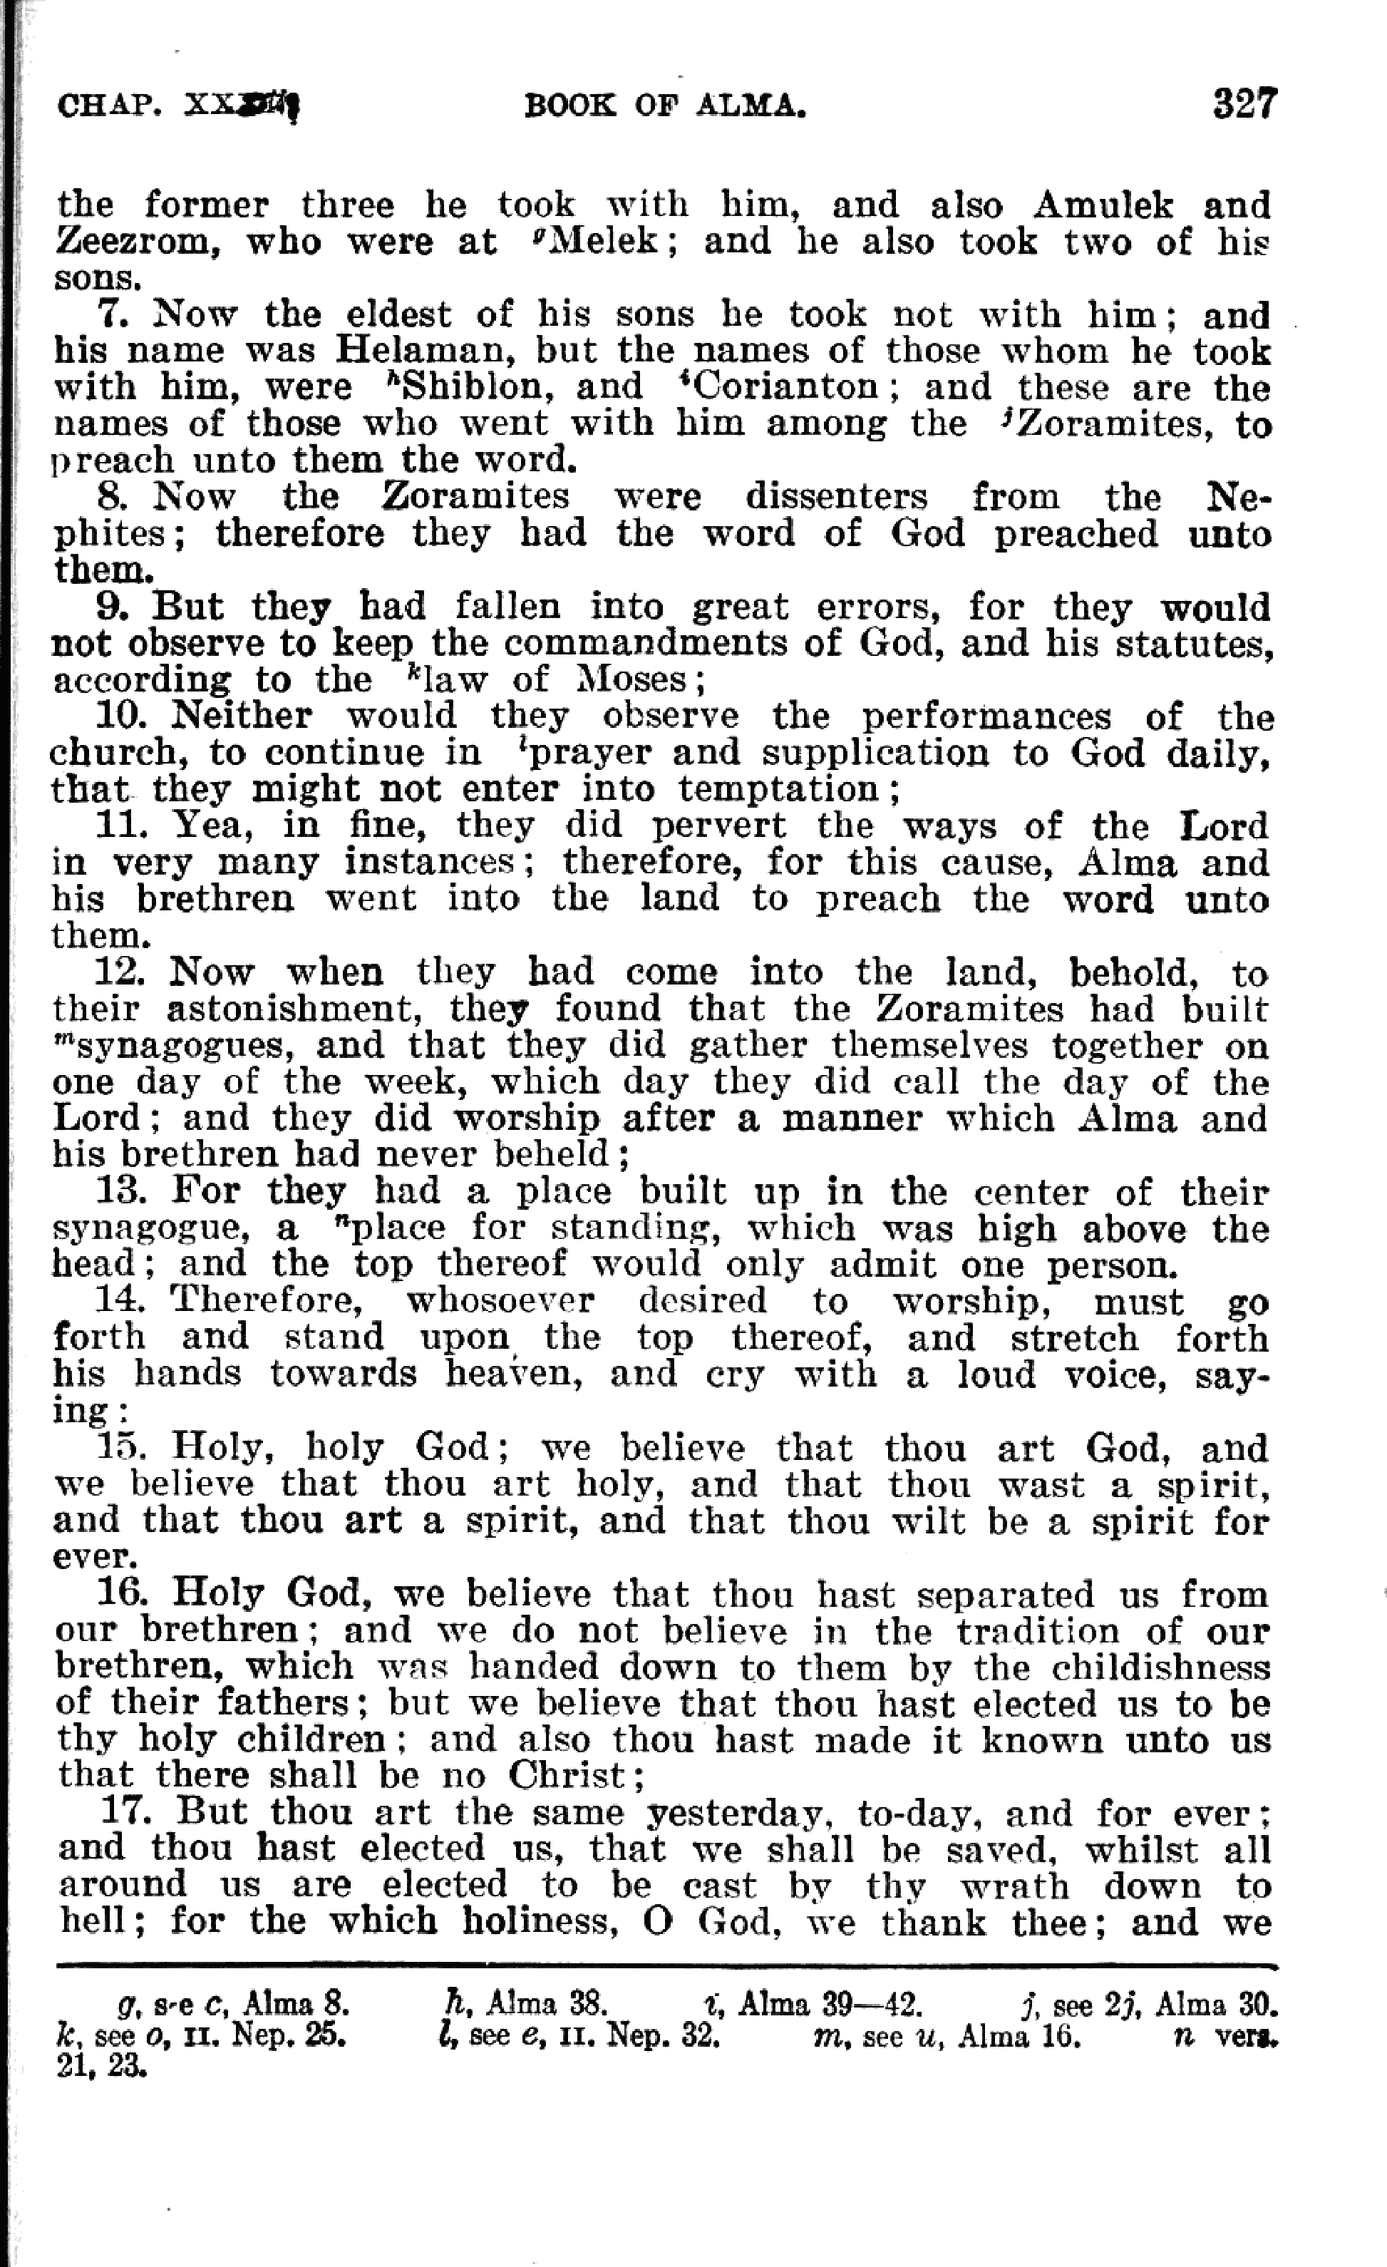 CHAP. XX BOOK OF ALMA. 327
the former three he took with him, and also Amulek and
Zeezrom, who were at gMelek; and he also took two of his
sons.
7. Now the eldest of his sons he took not with him; and
his name was Helaman, but the names of those whom he took
with him, were hShiblon, and iCorianton; and these are the
names of those who went with him among the jZoramites, to
preach unto them the word.
8. Now the Zoramites were dissenters from the Ne-
phites; therefore they had the word of God preached unto
them.
9. But they had fallen into great errors, for they would
not observe to keep the commandments of God, and his statutes,
according to the klaw of Moses;
10. Neither would they observe the performances of the
church, to continue in lprayer and supplication to God daily,
that they might not enter into temptation;
11. Yea, in fine, they did pervert the ways of the Lord
in very many instances; therefore, for this cause, Alma and
his brethren went into the land to preach the word unto
them.
12. Now when they had come into the land, behold, to
their astonishment, they found that the Zoramites had built
msynagogues, and that they did gather themselves together on
one day of the week, which day they did call the day of the
Lord; and they did worship after a manner which Alma and
his brethren had never beheld;
13. For they had a place built up in the center of their
synagogue, a nplace for standing, which was high above the
head; and the top thereof would only admit one person.
14. Therefore, whosoever desired to worship, must go
forth and stand upon the top thereof, and stretch forth
his hands towards heaven, and cry with a loud voice, say-
ing:
15. Holy, holy God; we believe that thou art God, and
we believe that thou art holy, and that thou wast a spirit,
and that thou art a spirit, and that thou wilt be a spirit for
ever.
16. Holy God, we believe that thou hast separated us from
our brethren; and we do not believe in the tradition of our
brethren, which was handed down to them by the childishness
of their fathers; but we believe that thou hast elected us to be
thy holy children; and also thou hast made it known unto us
that there shall be no Christ;
17. But thou art the same yesterday, to-day, and for ever;
and thou hast elected us, that we shall be saved, whilst all
around us are elected to be cast by thy wrath down to
hell; for the which holiness, O God, we thank thee; and we
g, see c, Alma 8. h, Alma 38. i, Alma 39—42. j, see 2j, Alma 30.
k, see o, II. Nep. 25. l, see e, II. Nep. 32. m, see u, Alma 16. n vers.
21, 23.